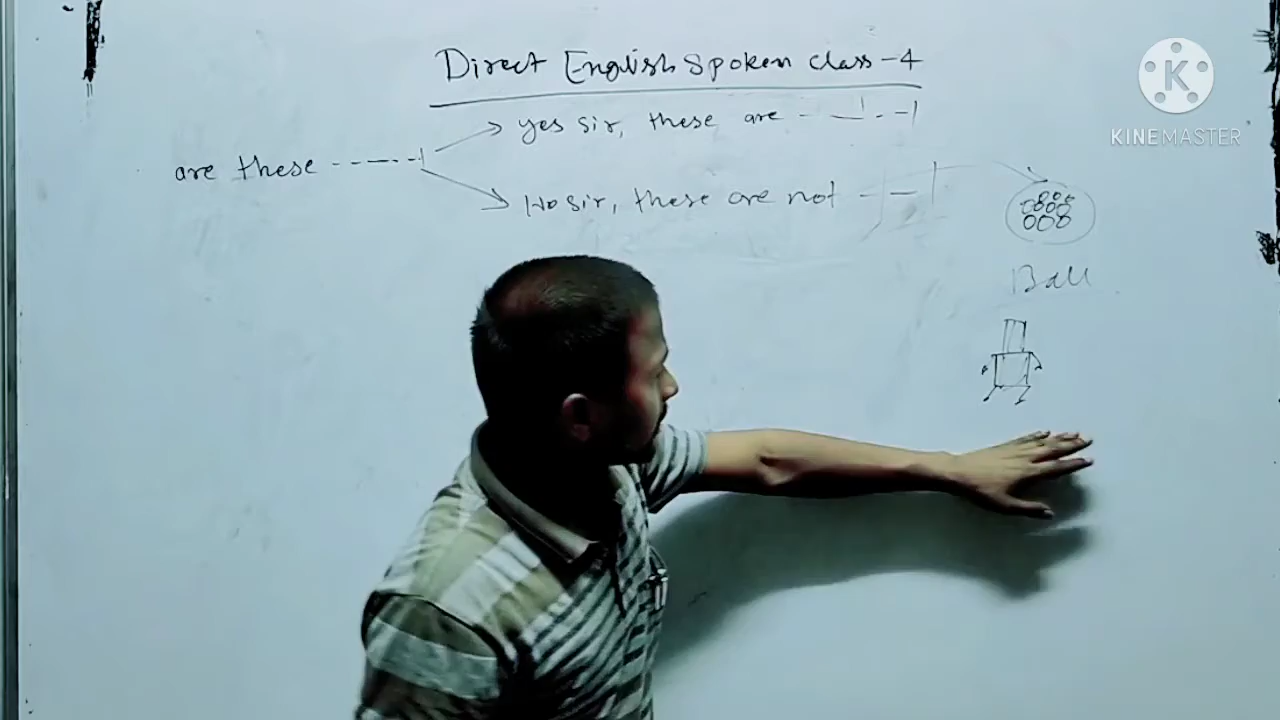 Direct English Spoken class-4
yes sir, these are ------
are these ------
No sir, these are not ---
Ball
K
KINEMASTER